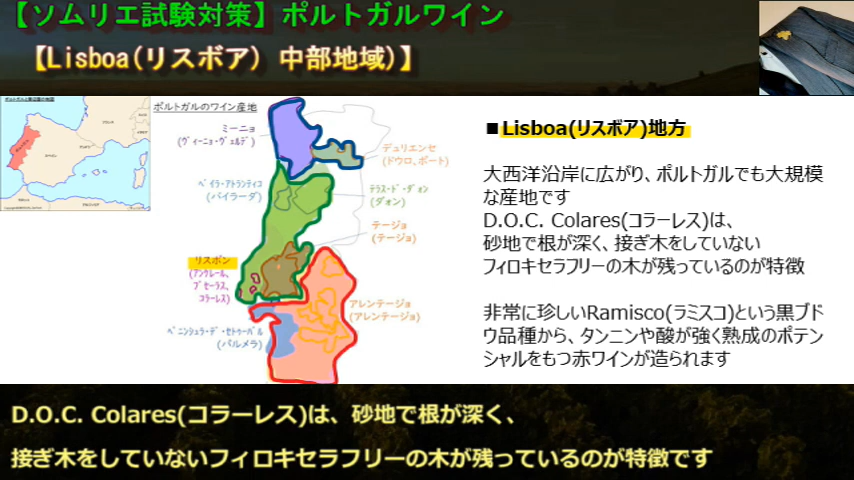 【ソムリエ試験対策】ポルトガルワイン
【Lisboa(リスボア) 中部地域)】
ポルトガルのワイン産地
ミーニョ
(ヴィーニョ・ヴェルデ)
デュリエンセ
(ドウロ、ポート)
ベイラ・アトランティコ
(バイラーダ)
テラス・ド・ダォン
(ダォン)
テージョ
(テージョ)
リスボン
(アレンケール、
ブセーラス、
コラーレス)
アレンテージョ
(アレンテージョ)
ペニンシュラ・デ・セトゥーバル
(パルメラ)
■Lisboa(リスボア)地方
大西洋沿岸に広がり、ポルトガルでも大規模
な産地です
D.O.C. Colares(コラーレス)は、
砂地で根が深く、接ぎ木をしていない
フィロキセラフリーの木が残っているのが特徴
非常に珍しいRamisco(ラミスコ)という黒ブド
ウ品種から、タンニンや酸が強く熟成のポテン
シャルをもつ赤ワインが造られます
D.O.C. Colares(コラーレス)は、砂地で根が深く、
接ぎ木をしていないフィロキセラフリーの木が残っているのが特徴です